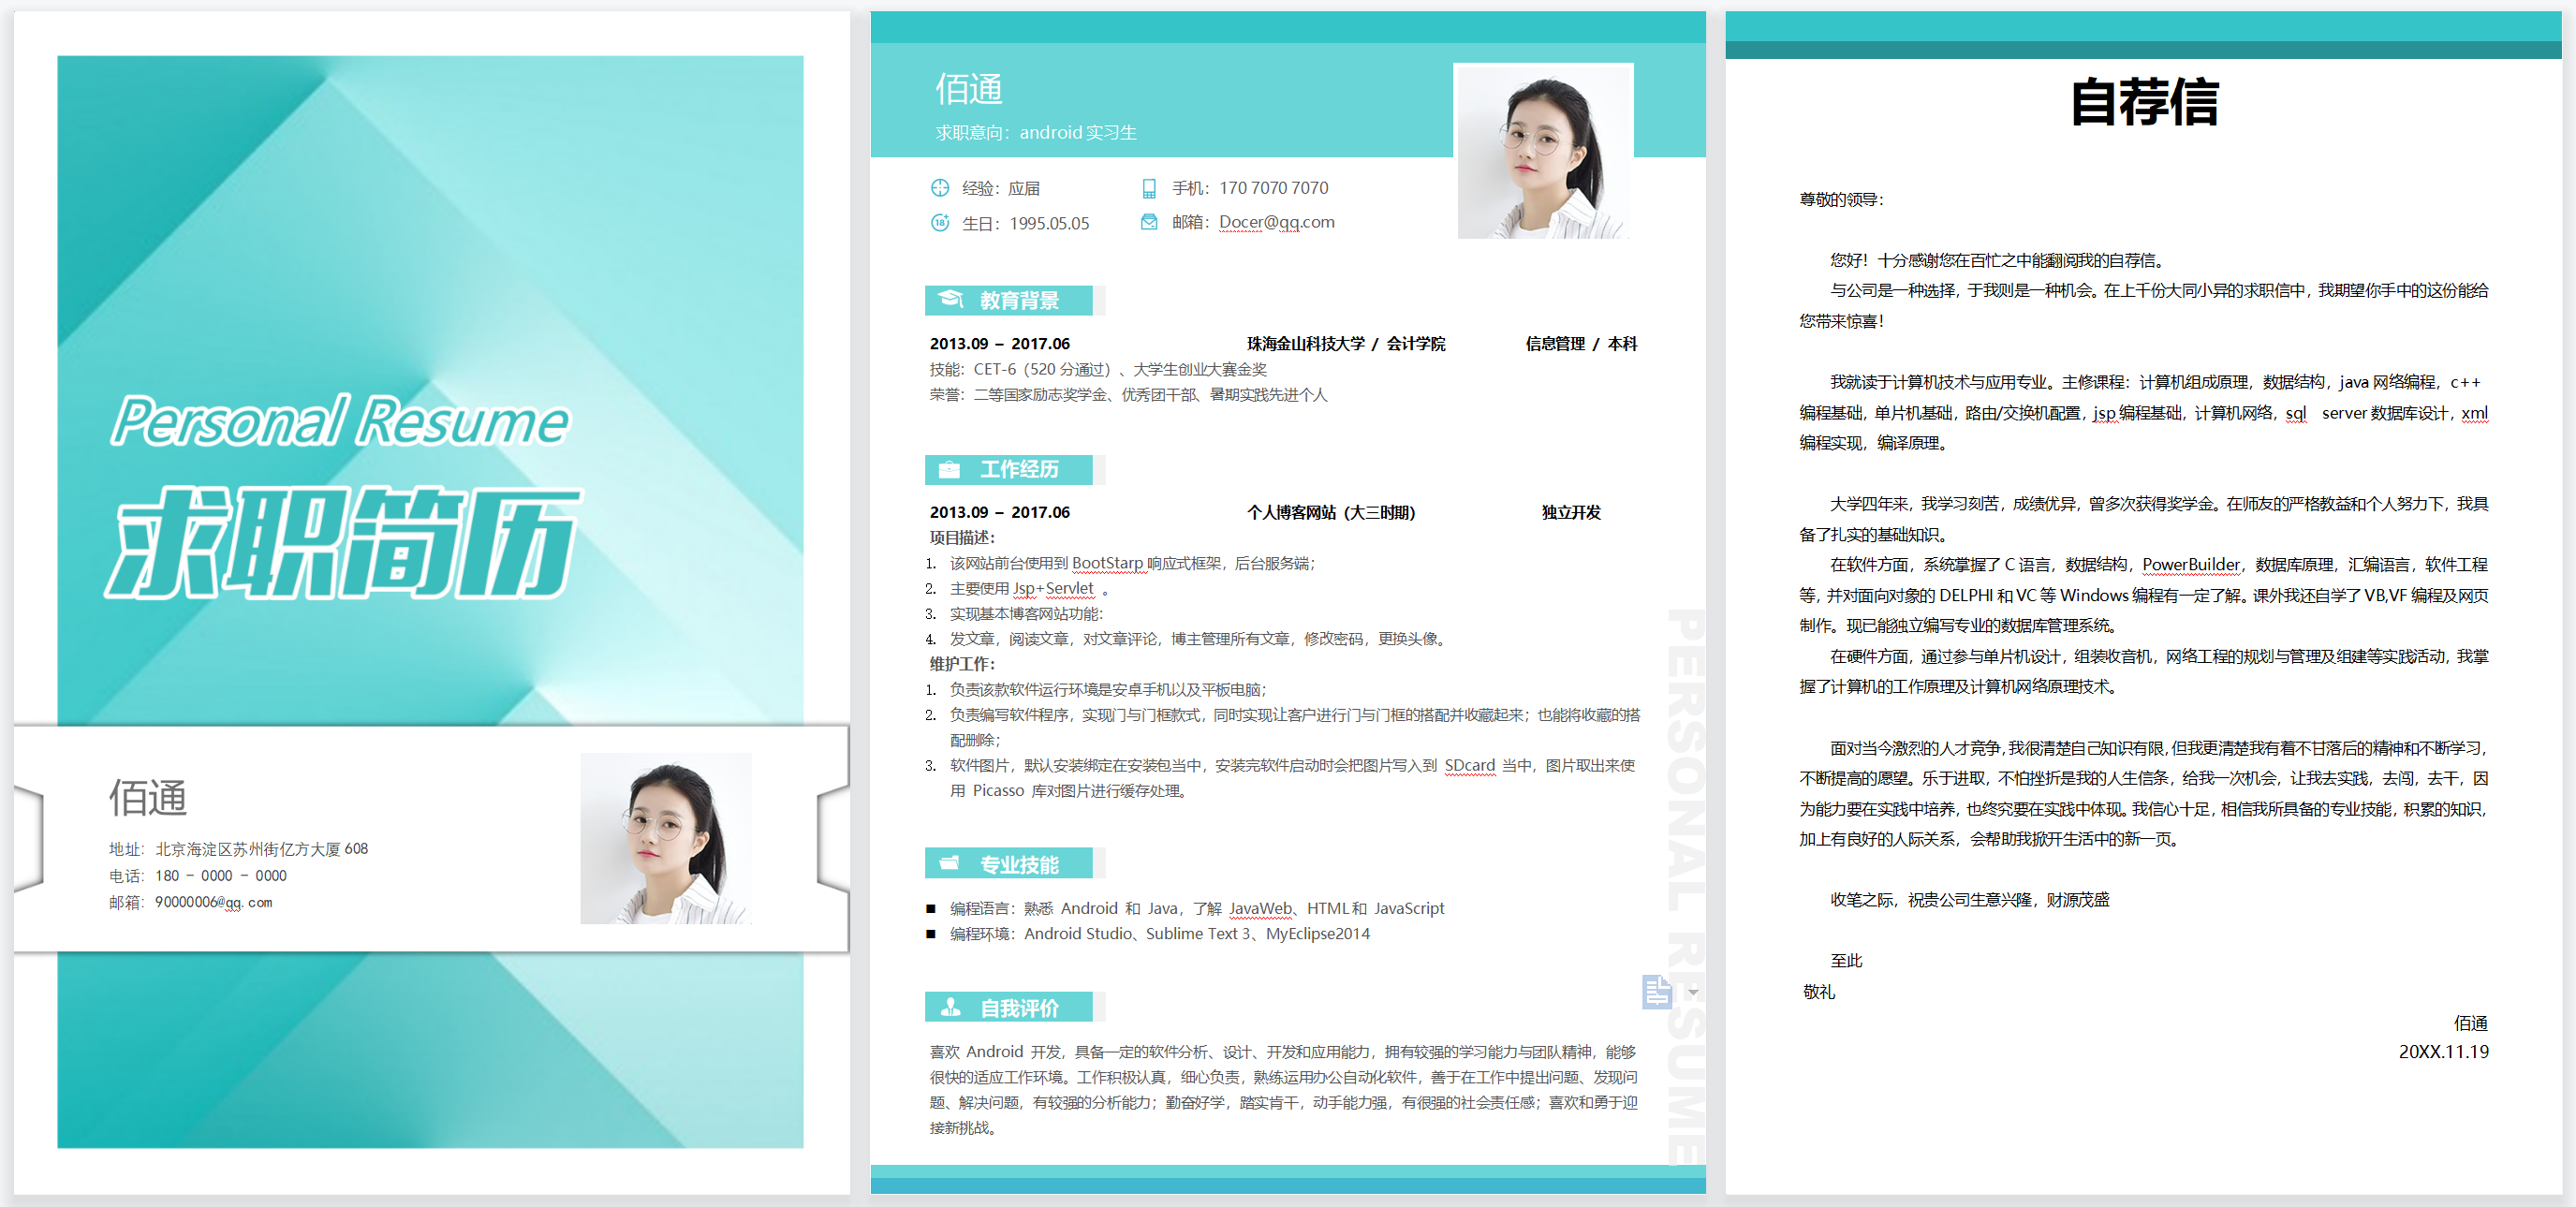 Personal Resume
求职简历
佰通
地址：北京海淀区苏州街亿方大厦 608
电话：180 - 0000 - 0000
邮箱：90000006@qq.com
佰通
求职意向：android 实习生
经验：应届
手机：170 7070 7070
18
生日：1995.05.05
邮箱：Docer@qq.com
教育背景
2013.09 – 2017.06 珠海金山科技大学 / 会计学院 信息管理 / 本科
技能：CET-6（520 分通过）、大学生创业大赛金奖
荣誉：二等国家励志奖学金、优秀团干部、暑期实践先进个人
工作经历
2013.09 – 2017.06 个人博客网站（大三时期） 独立开发
项目描述：
1. 该网站前台使用到 BootStarp 响应式框架，后台服务端；
2. 主要使用 Jsp+Servlet 。
3. 实现基本博客网站功能：
4. 发文章，阅读文章，对文章评论，博主管理所有文章，修改密码，更换头像。
维护工作：
1. 负责该款软件运行环境是安卓手机以及平板电脑；
2. 负责编写软件程序，实现门与门框款式，同时实现让客户进行门与门框的搭配并收藏起来；也能将收藏的搭
配删除；
3. 软件图片，默认安装绑定在安装包当中，安装完软件启动时会把图片写入到 SDcard 当中，图片取出来使
用 Picasso 库对图片进行缓存处理。
专业技能
■ 编程语言：熟悉 Android 和 Java，了解 JavaWeb、HTML 和 JavaScript
■ 编程环境：Android Studio、Sublime Text 3、MyEclipse2014
自我评价
喜欢 Android 开发，具备一定的软件分析、设计、开发和应用能力，拥有较强的学习能力与团队精神，能够
很快的适应工作环境。工作积极认真，细心负责，熟练运用办公自动化软件，善于在工作中提出问题、发现问
题、解决问题，有较强的分析能力；勤奋好学，踏实肯干，动手能力强，有很强的社会责任感；喜欢和勇于迎
接新挑战。
PERSONAL RESUME
自荐信
尊敬的领导：
您好！十分感谢您在百忙之中能翻阅我的自荐信。
与公司是一种选择，于我则是一种机会。在上千份大同小异的求职信中，我期望你手中的这份能给
您带来惊喜！
我就读于计算机技术与应用专业。主修课程：计算机组成原理，数据结构，java 网络编程，c++
编程基础，单片机基础，路由/交换机配置，jsp 编程基础，计算机网络，sql server 数据库设计，xml
编程实现，编译原理。
大学四年来，我学习刻苦，成绩优异，曾多次获得奖学金。在师友的严格教益和个人努力下，我具
备了扎实的基础知识。
在软件方面，系统掌握了 C 语言，数据结构，PowerBuilder，数据库原理，汇编语言，软件工程
等，并对面向对象的 DELPHI 和 VC 等 Windows 编程有一定了解。课外我还自学了 VB,VF 编程及网页
制作。现已能独立编写专业的数据库管理系统。
在硬件方面，通过参与单片机设计，组装收音机，网络工程的规划与管理及组建等实践活动，我掌
握了计算机的工作原理及计算机网络原理技术。
面对当今激烈的人才竞争，我很清楚自己知识有限，但我更清楚我有着不甘落后的精神和不断学习，
不断提高的愿望。乐于进取，不怕挫折是我的人生信条，给我一次机会，让我去实践，去闯，去干，因
为能力要在实践中培养，也终究要在实践中体现。我信心十足，相信我所具备的专业技能，积累的知识，
加上有良好的人际关系，会帮助我掀开生活中的新一页。
收笔之际，祝贵公司生意兴隆，财源茂盛
至此
敬礼
佰通
20XX.11.19